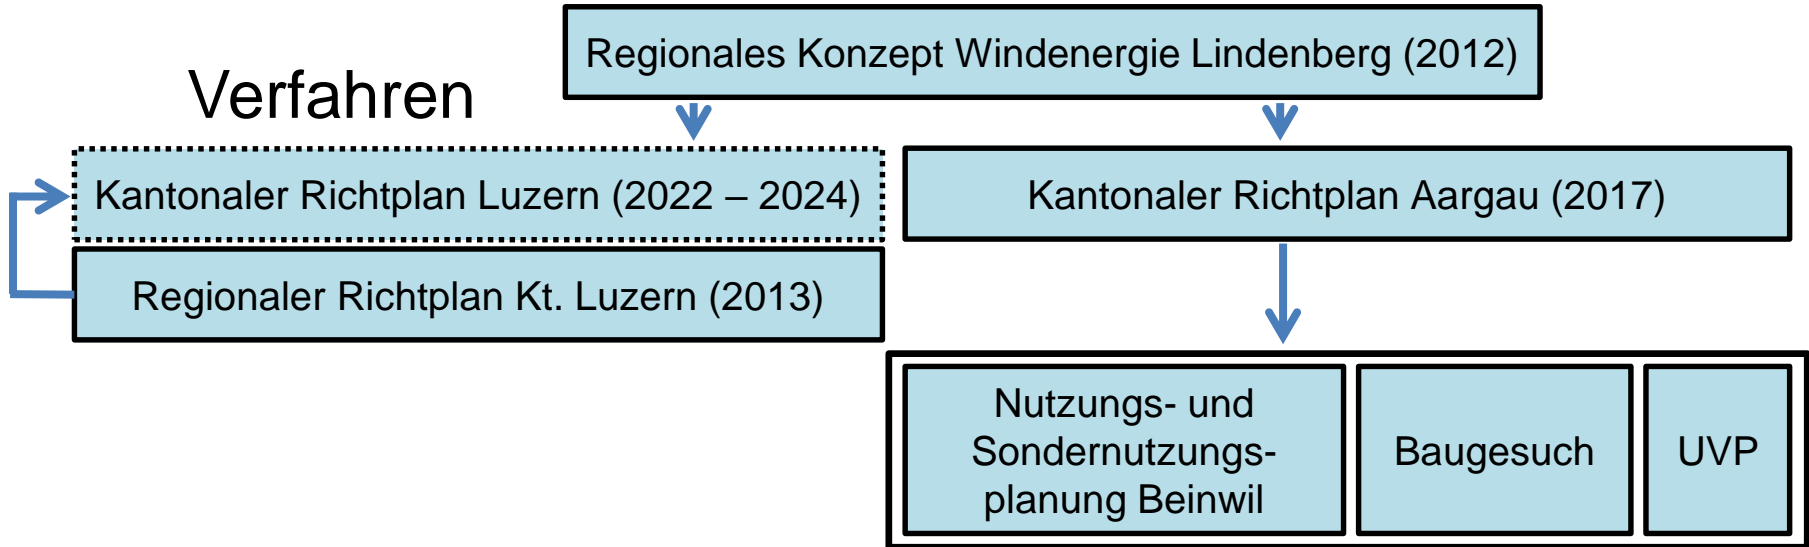 Regionales Konzept Windenergie Lindenberg (2012)
Verfahren
Kantonaler Richtplan Luzern (2022 – 2024)
Kantonaler Richtplan Aargau (2017)
Regionaler Richtplan Kt. Luzern (2013)
Nutzungs- und
Sondernutzungs-
planung Beinwil
Baugesuch
UVP